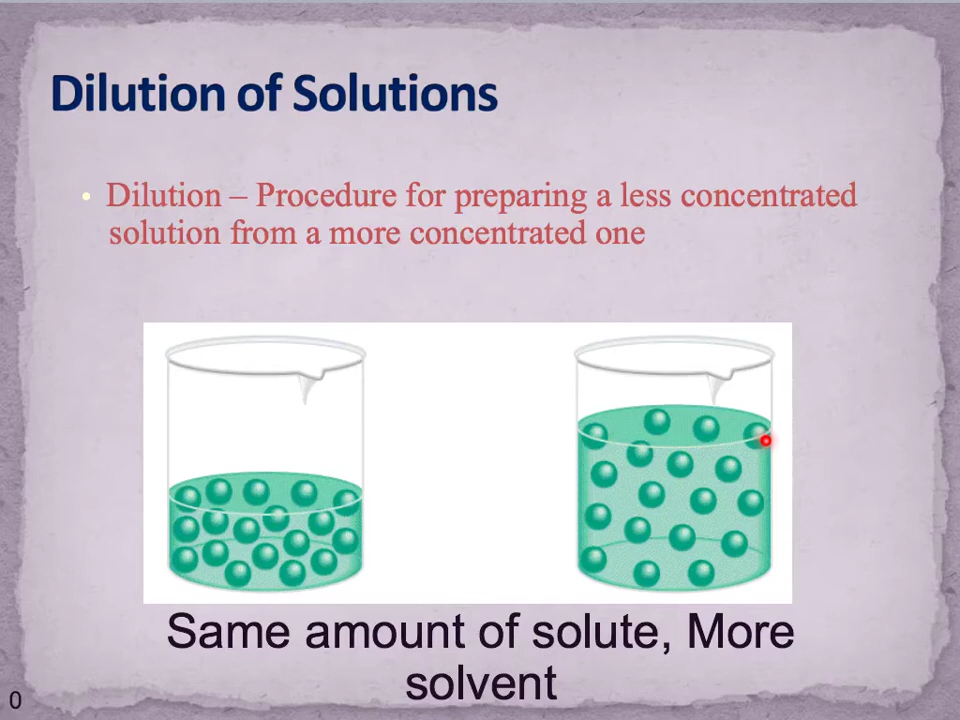 Dilution of Solutions
• Dilution – Procedure for preparing a less concentrated
solution from a more concentrated one
Same amount of solute, More
solvent
0